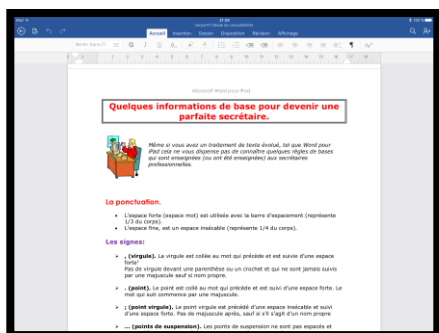 iPad
21:20
100 %
Accueil Insertion Dessin Disposition Révision Affichage
G I S A
Microsoft Word pour iPad
Quelques informations de base pour devenir une
parfaite secrétaire.
Même si vous avez un traitement de texte évolué, tel que Word pour
iPad cela ne vous dispense pas de connaître quelques règles de bases
qui sont enseignées (ou ont été enseignées) aux secrétaires
professionnelles.
La ponctuation.
• L'espace forte (espace mot) est utilisée avec la barre d'espacement (représente
1/3 du corps).
• L'espace fine, est un espace insécable (représente 1/4 du corps).
Les signes:
➢ , (virgule). La virgule est collée au mot qui précède et est suivie d'une espace
forte¹
Pas de virgule devant une parenthèse ou un crochet et qui ne sont jamais suivis
par une majuscule sauf si nom propre.
➢ . (point). Le point est collé au mot qui précède et est suivi d'une espace forte. Le
mot qui suit commence par une majuscule.
➢ ; (point virgule). Le point virgule est précédé d'une espace insécable et suivi
d'une espace forte. Pas de majuscule après, sauf si s'il s'agit d'un nom propre
➢ ... (points de suspension). Les points de suspension ne sont pas espacés et